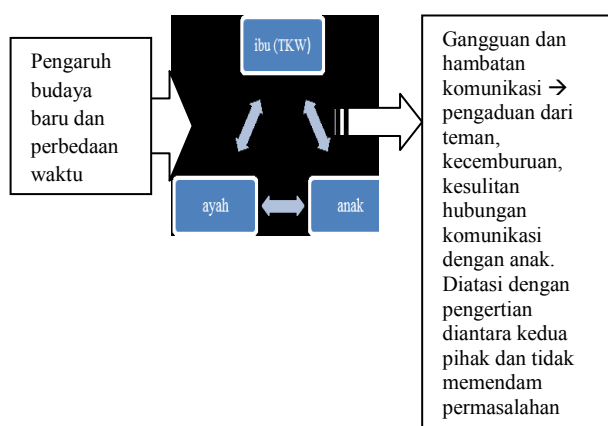 Pengaruh
budaya
baru dan
perbedaan
waktu
ibu (TKW)
ayah
anak
Gangguan dan
hambatan
komunikasi →
pengaduan dari
teman,
kecemburuan,
kesulitan
hubungan
komunikasi
dengan anak.
Diatasi dengan
pengertian
diantara kedua
pihak dan tidak
memendam
permasalahan